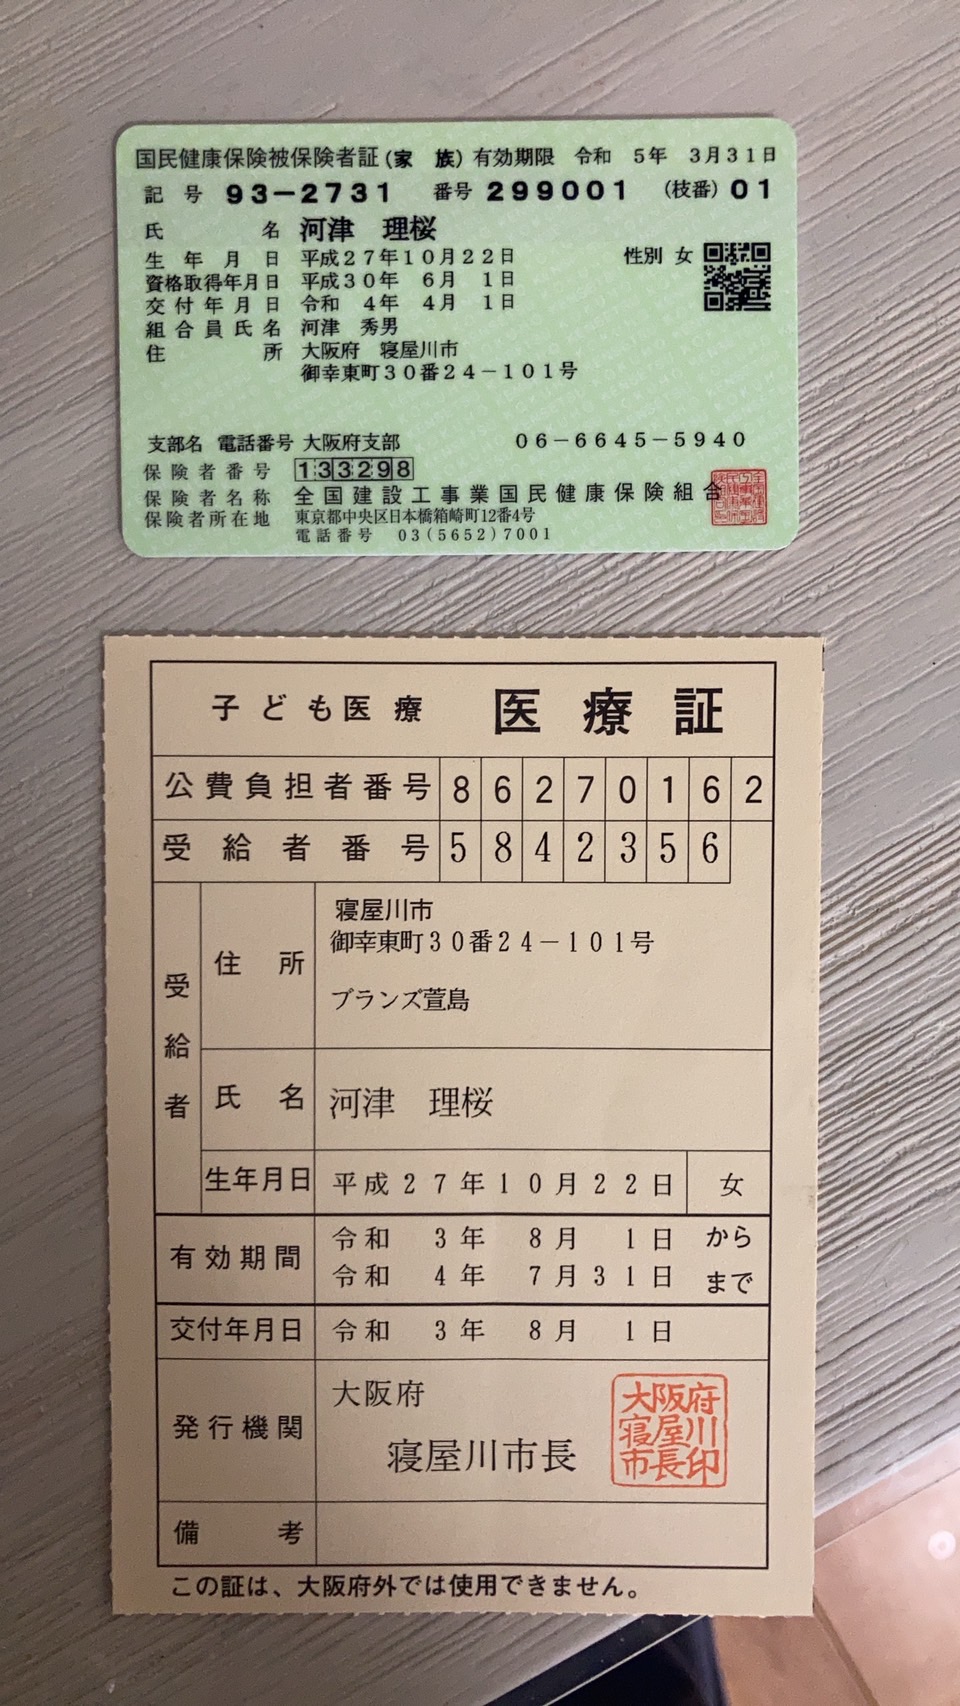 国民健康保険被保険者証(家 族) 有効期限 令和 5年 3月31日
記号 93-2731 番号 299001 (枝番) 01
氏名 河津 理桜
生年月日 平成27年10月22日 性別 女
資格取得年月日 平成30年 6月 1日
交付年月日 令和 4年 4月 1日
組合員氏名 河津 秀男
住所 大阪府 寝屋川市
御幸東町30番24-101号
支部名 電話番号 大阪府支部 06-6645-5940
保険者番号 133298
保険者名称 全国建設工事業国民健康保険組合
保険者所在地 東京都中央区日本橋箱崎町12番4号
電話番号 03(5652)7001
子ども医療 医療証
公費負担者番号 86270162
受給者番号 5842356
受給者
住所 寝屋川市
御幸東町30番24-101号
ブランズ萱島
氏名 河津 理桜
生年月日 平成27年10月22日 女
有効期間 令和 3年 8月 1日 から
令和 4年 7月31日 まで
交付年月日 令和 3年 8月 1日
発行機関 大阪府
寝屋川市長
大阪府
寝屋川
市長印
備考
この証は、大阪府外では使用できません。